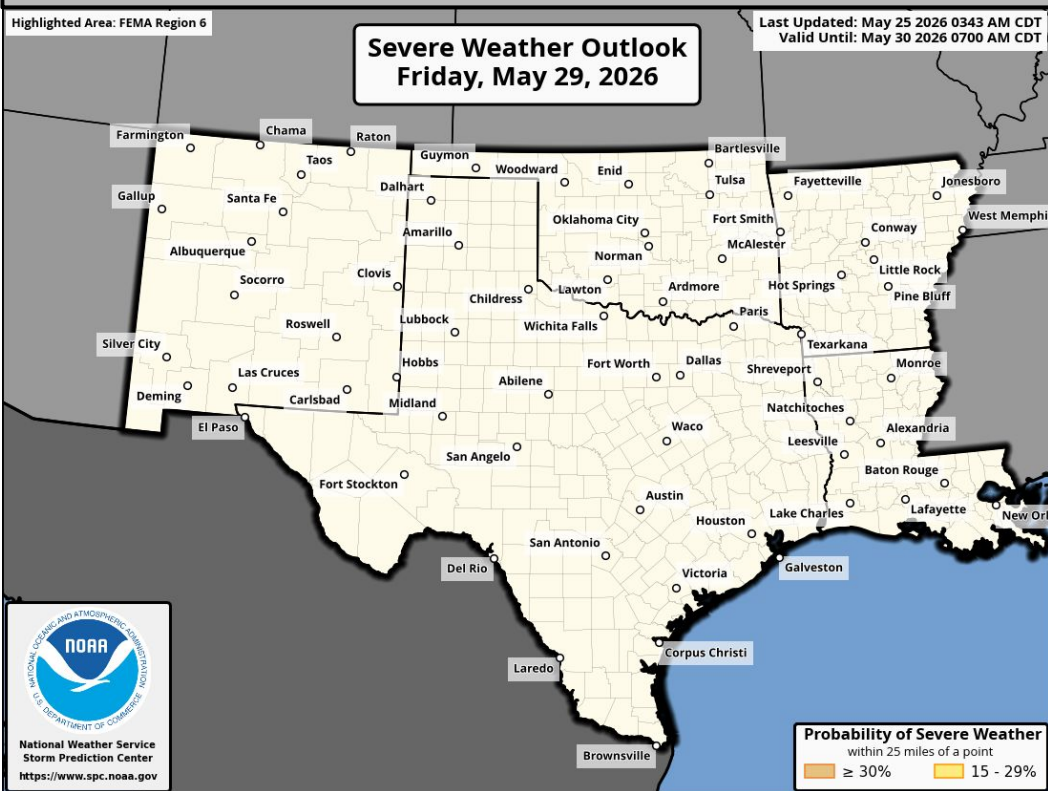 Highlighted Area: FEMA Region 6
Last Updated: May 25 2026 0343 AM CDT
Valid Until: May 30 2026 0700 AM CDT
Severe Weather Outlook
Friday, May 29, 2026
Farmington
Chama
Raton
Taos
Guymon
Woodward
Enid
Bartlesville
Gallup
Santa Fe
Dalhart
Tulsa
Fayetteville
Jonesboro
Albuquerque
Amarillo
Oklahoma City
Norman
Fort Smith
McAlester
Conway
West Memphi
Socorro
Clovis
Childress
Lawton
Ardmore
Hot Springs
Little Rock
Pine Bluff
Roswell
Lubbock
Wichita Falls
Paris
Texarkana
Silver City
Las Cruces
Hobbs
Abilene
Fort Worth
Dallas
Shreveport
Monroe
Deming
Carlsbad
Midland
El Paso
San Angelo
Waco
Natchitoches
Leesville
Alexandria
Fort Stockton
Baton Rouge
Austin
Houston
Lake Charles
Lafayette
New Orl
Del Rio
San Antonio
Galveston
Victoria
Laredo
Corpus Christi
Brownsville
NATIONAL OCEANIC AND ATMOSPHERIC ADMINISTRATION
NOAA
U.S. DEPARTMENT OF COMMERCE
National Weather Service
Storm Prediction Center
https://www.spc.noaa.gov
Probability of Severe Weather
within 25 miles of a point
≥ 30%
15 - 29%